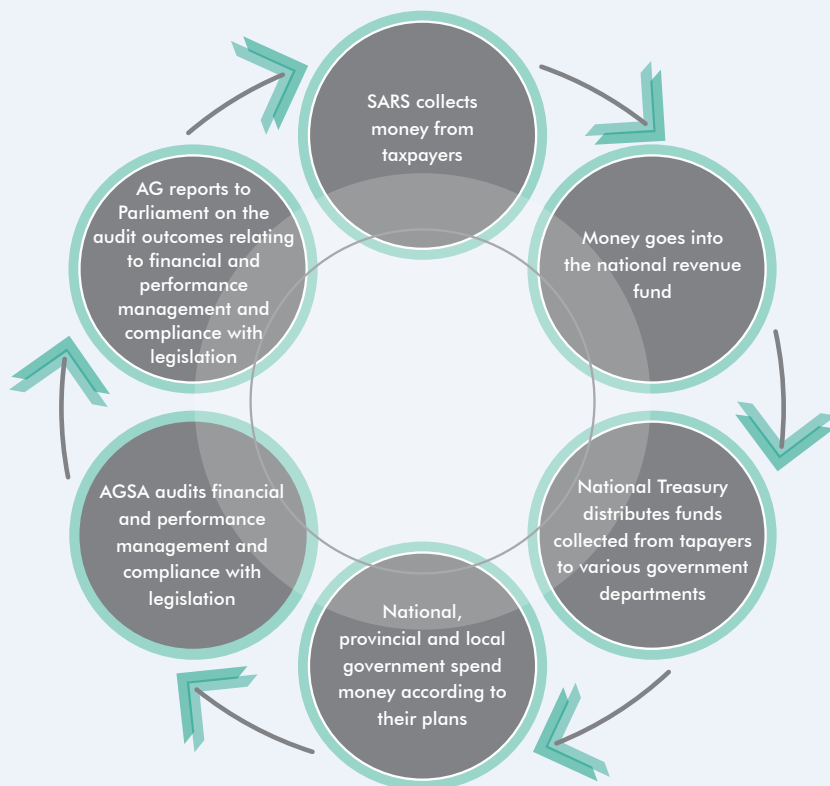 SARS collects
money from
taxpayers
Money goes into
the national revenue
fund
National Treasury
distributes funds
collected from tapayers
to various government
departments
National,
provincial and local
government spend
money according to
their plans
AGSA audits financial
and performance
management and
compliance with
legislation
AG reports to
Parliament on the
audit outcomes relating
to financial and
performance
management and
compliance with
legislation